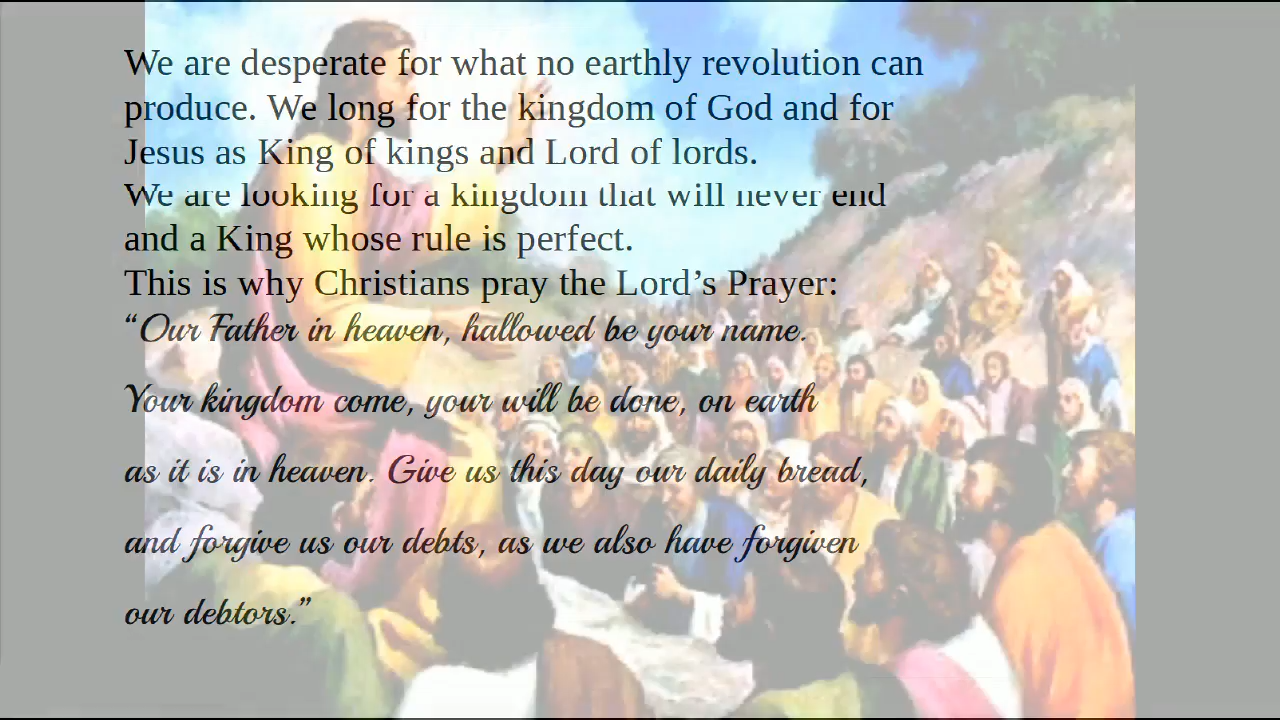 We are desperate for what no earthly revolution can
produce. We long for the kingdom of God and for
Jesus as King of kings and Lord of lords.
We are looking for a kingdom that will never end
and a King whose rule is perfect.
This is why Christians pray the Lord’s Prayer:
“Our Father in heaven, hallowed be your name.
Your kingdom come, your will be done, on earth
as it is in heaven. Give us this day our daily bread,
and forgive us our debts, as we also have forgiven
our debtors.”